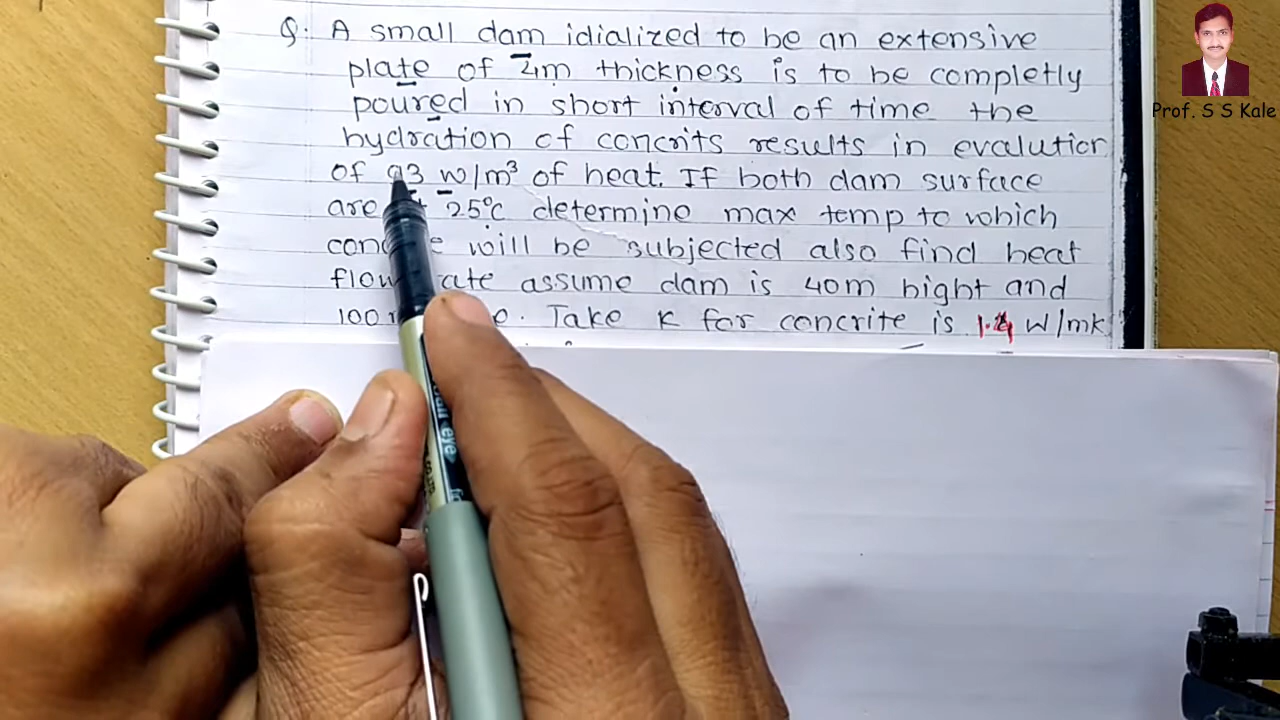 Q. A small dam idialized to be an extensive
plate of 4m thickness is to be completly
poured in short interval of time the
hydration of concrits results in evalution
of 93 w/m³ of heat. If both dam surface
are 25°C determine max temp to which
will be subjected also find heat
assume dam is 40m hight and
Take K for concrite is 1.4 W/mk
Prof. S S Kale